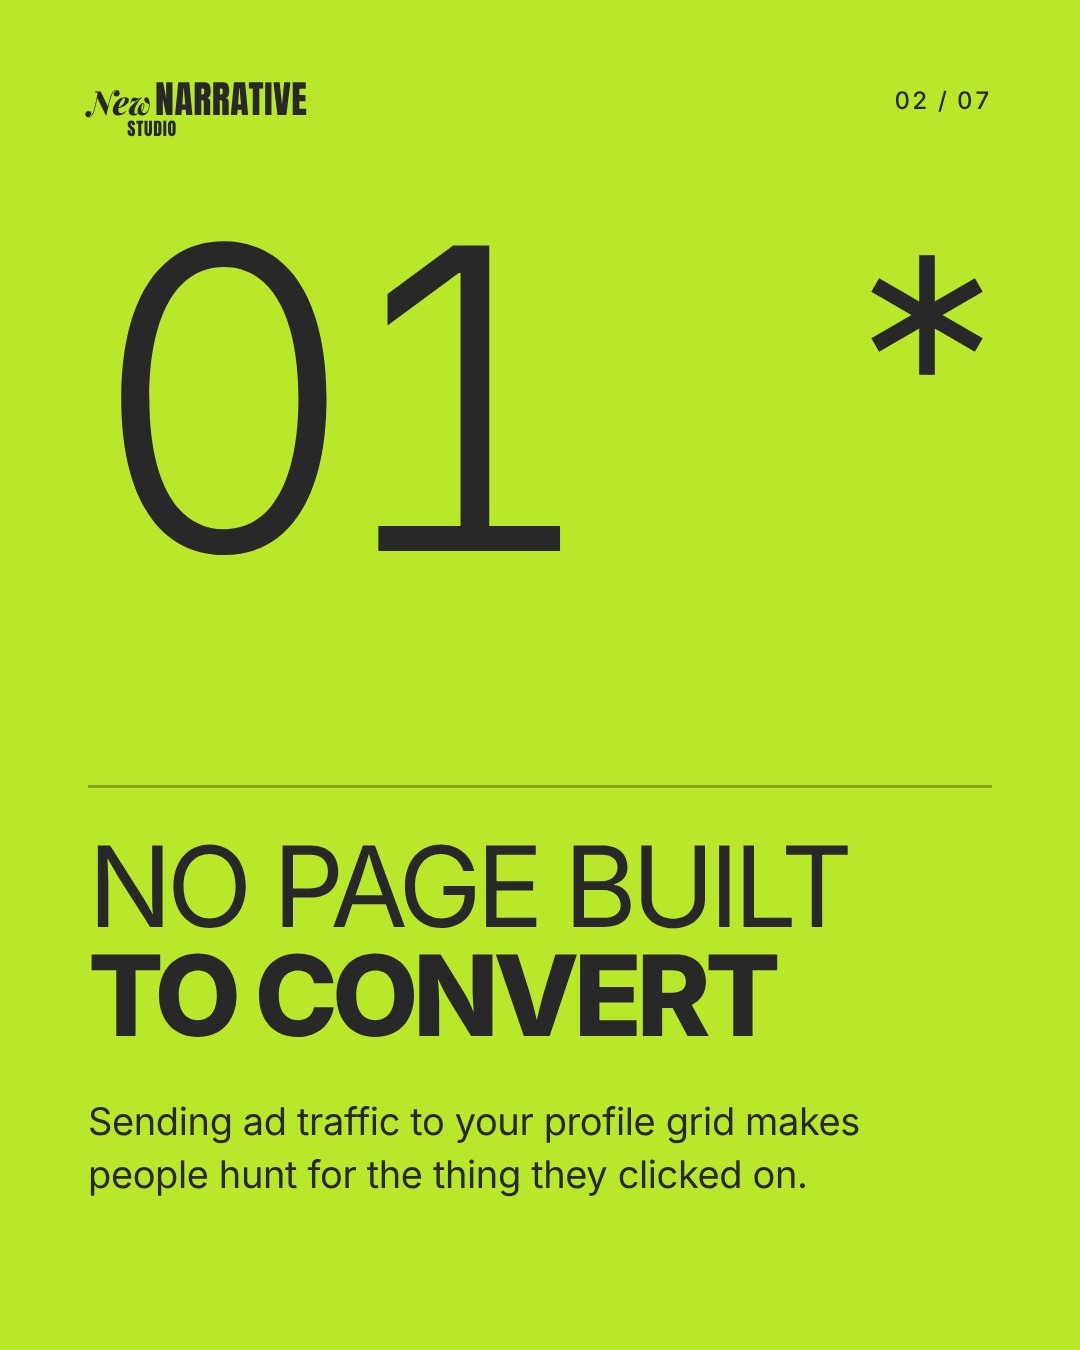 New NARRATIVE
STUDIO
02 / 07
01
*
NO PAGE BUILT
TO CONVERT
Sending ad traffic to your profile grid makes
people hunt for the thing they clicked on.